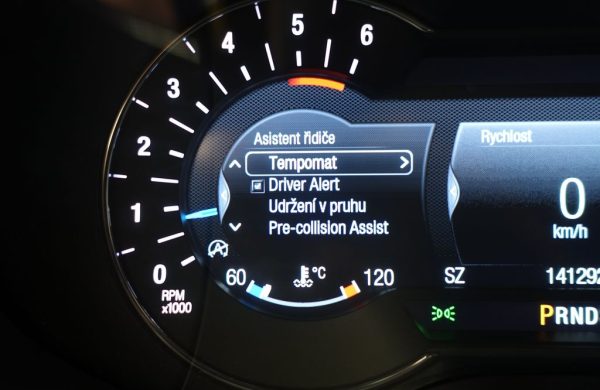 6
5
4
3
2
1
0
RPM
x1000
Asistent řidiče
Tempomat
Driver Alert
Udržení v pruhu
Pre-collision Assist
60 °C 120
Rychlost
0
km/h
SZ 141292
PRND